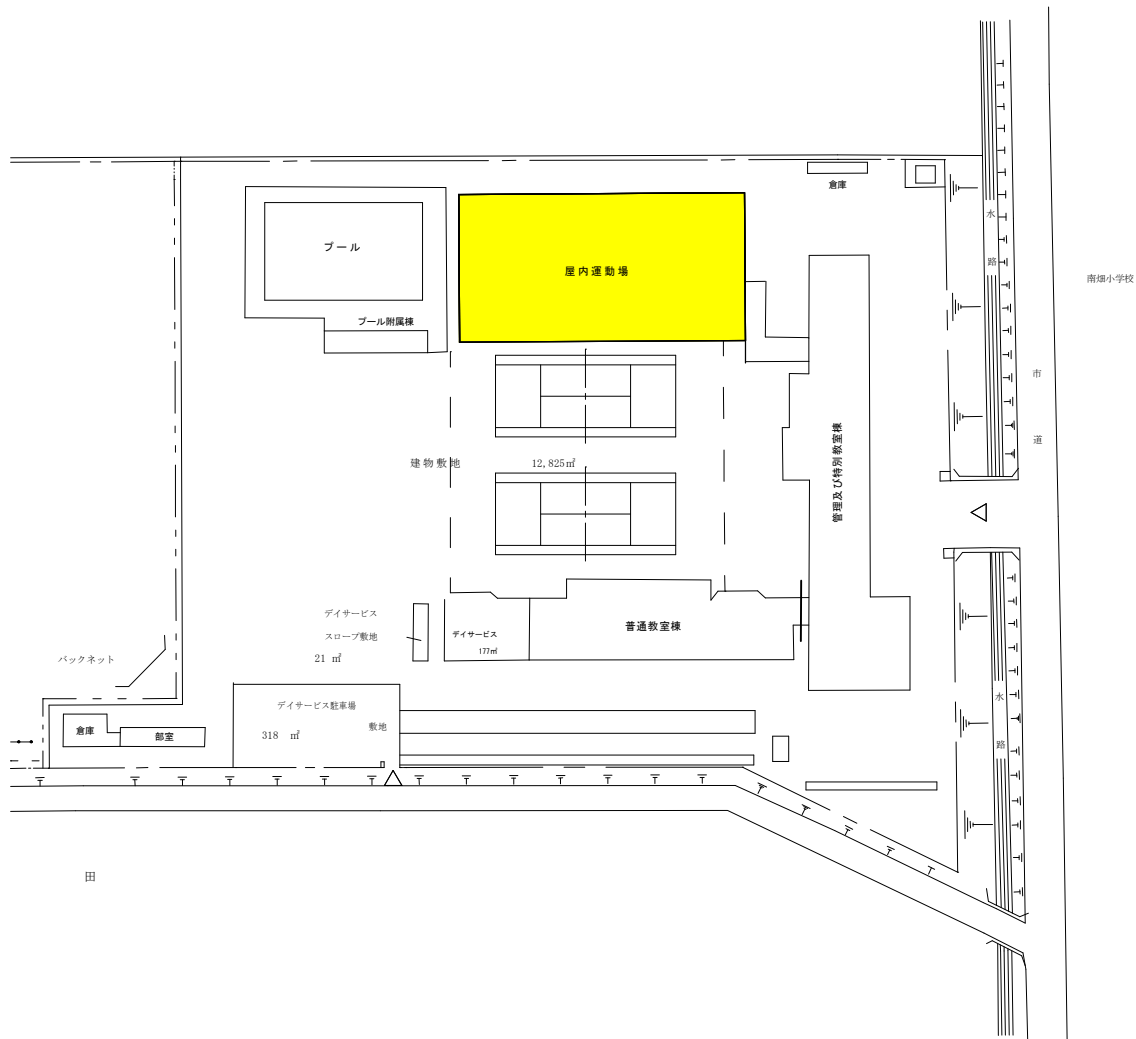 倉庫
水
路
プール
屋内運動場
南畑小学校
プール附属棟
市
道
建物敷地 12,825㎡
管理及び特別教室棟
デイサービス
スロープ敷地
21 ㎡
デイサービス
177㎡
普通教室棟
バックネット
水
路
デイサービス駐車場
敷地
318 ㎡
倉庫
部室
田